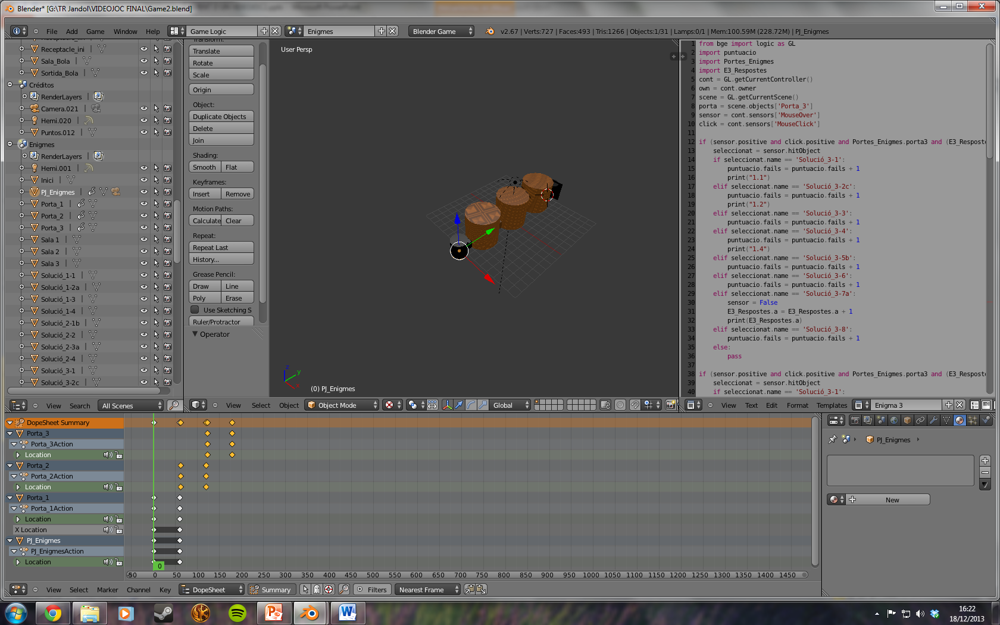 Blender* [G:\TR Jandol\VIDEOJOC FINAL\Game2.blend]
File Add Game Window Help Game Logic Enigmes Blender Game v2.67 | Verts:727 | Faces:493 | Tris:1266 | Objects:1/31 | Lamps:0/1 | Mem:100.59M (228.72M) | PJ_Enigmes
Receptacle_ini
Sala_Bola
Sortida_Bola
Créditos
RenderLayers
Camera.021
Hemi.020
Puntos.012
Enigmes
RenderLayers
Hemi.001
Inici
PJ_Enigmes
Porta_1
Porta_2
Porta_3
Sala 1
Sala 2
Sala 3
Solució_1-1
Solució_1-2a
Solució_1-3
Solució_1-4
Solució_2-1b
Solució_2-2
Solució_2-3a
Solució_2-4
Solució_3-1
Solució_3-2c
View Search All Scenes
Transform:
Translate
Rotate
Scale
Origin
Object:
Duplicate Objects
Delete
Join
Shading:
Smooth Flat
Keyframes:
Insert Remove
Motion Paths:
Calculate Clear
Repeat:
Repeat Last
History...
Grease Pencil:
Draw Line
Poly Erase
Use Sketching S
Ruler/Protractor
Operator
User Persp
z
y
x
(0) PJ_Enigmes
View Select Object Object Mode Global
1 from bge import logic as GL
2 import puntuacio
3 import Portes_Enigmes
4 import E3_Respostes
5 cont = GL.getCurrentController()
6 own = cont.owner
7 scene = GL.getCurrentScene()
8 porta = scene.objects['Porta_3']
9 sensor = cont.sensors['MouseOver']
10 click = cont.sensors['MouseClick']
11
12 if (sensor.positive and click.positive and Portes_Enigmes.porta3 and (E3_Resposte
13 seleccionat = sensor.hitObject
14 if seleccionat.name == 'Solució_3-1':
15 puntuacio.fails = puntuacio.fails + 1
16 print("1.1")
17 elif seleccionat.name == 'Solució_3-2c':
18 puntuacio.fails = puntuacio.fails + 1
19 print("1.2")
20 elif seleccionat.name == 'Solució_3-3':
21 puntuacio.fails = puntuacio.fails + 1
22 elif seleccionat.name == 'Solució_3-4':
23 puntuacio.fails = puntuacio.fails + 1
24 print("1.4")
25 elif seleccionat.name == 'Solució_3-5b':
26 puntuacio.fails = puntuacio.fails + 1
27 elif seleccionat.name == 'Solució_3-6':
28 puntuacio.fails = puntuacio.fails + 1
29 elif seleccionat.name == 'Solució_3-7a':
30 sensor = False
31 E3_Respostes.a = E3_Respostes.a + 1
32 print(E3_Respostes.a)
33 elif seleccionat.name == 'Solució_3-8':
34 puntuacio.fails = puntuacio.fails + 1
35 else:
36 pass
37
38 if (sensor.positive and click.positive and Portes_Enigmes.porta3 and (E3_Resposte
39 seleccionat = sensor.hitObject
40 if seleccionat.name == 'Solució_3-1':
View Text Edit Format Templates Enigma 3
DopeSheet Summary
Porta_3
Porta_3Action
Location
Porta_2
Porta_2Action
Location
Porta_1
Porta_1Action
Location
X Location
PJ_Enigmes
PJ_EnigmesAction
Location
0
-50 0 50 100 150 200 250 300 350 400 450 500 550 600 650 700 750 800 850 900 950 1000 1050 1100 1150 1200 1250 1300 1350 1400 1450
View Select Marker Channel Key DopeSheet Summary Filters Nearest Frame
PJ_Enigmes
New
16:22
18/12/2013